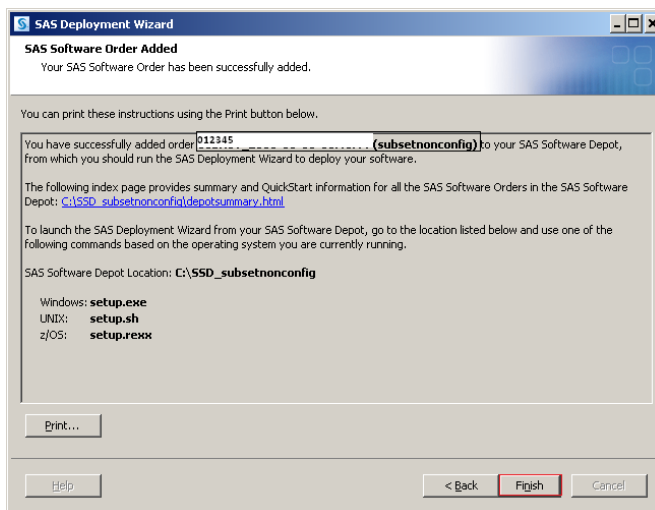 SAS Deployment Wizard
SAS Software Order Added
Your SAS Software Order has been successfully added.
You can print these instructions using the Print button below.
You have successfully added order 012345 (subsetnonconfig) to your SAS Software Depot,
from which you should run the SAS Deployment Wizard to deploy your software.
The following index page provides summary and QuickStart information for all the SAS Software Orders in the SAS Software
Depot: C:\SSD_subsetnonconfig\depotsummary.html
To launch the SAS Deployment Wizard from your SAS Software Depot, go to the location listed below and use one of the
following commands based on the operating system you are currently running.
SAS Software Depot Location: C:\SSD_subsetnonconfig
Windows: setup.exe
UNIX: setup.sh
z/OS: setup.rexx
Print...
Help < Back Finish Cancel